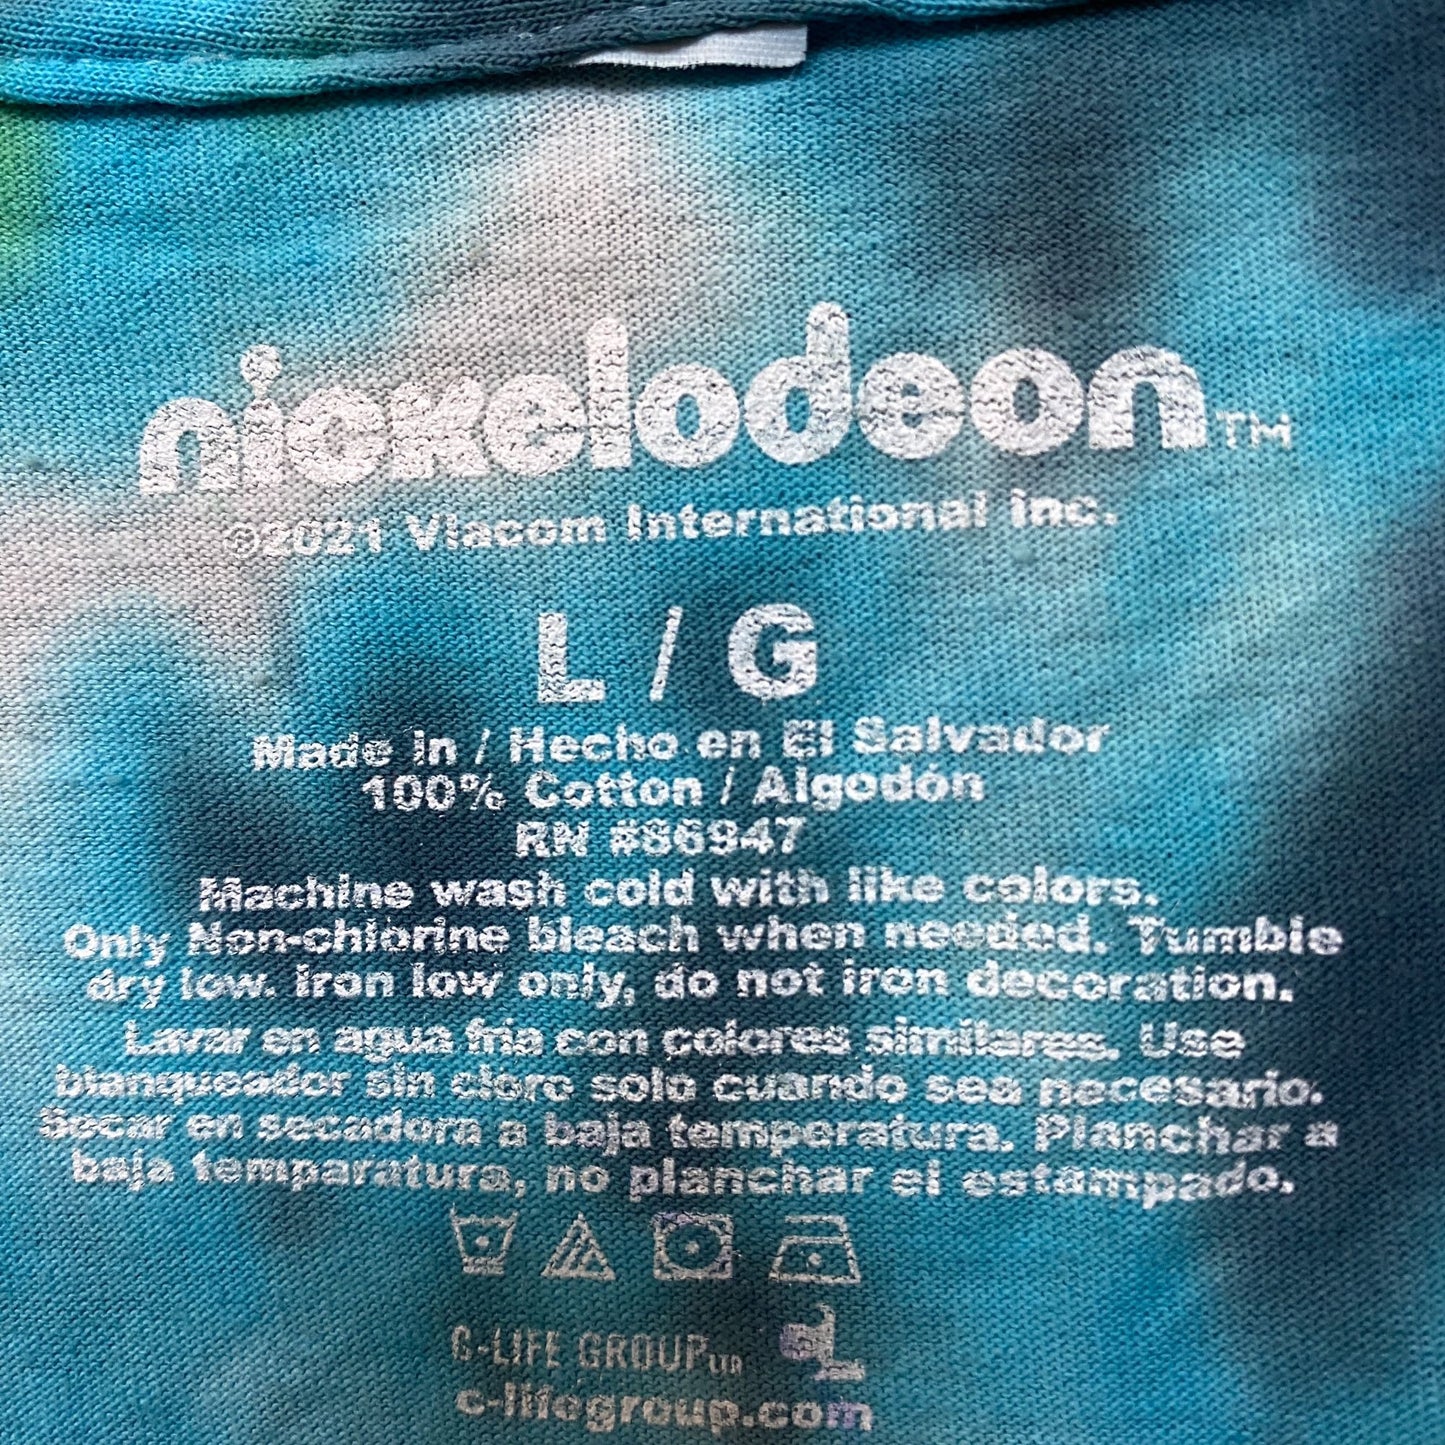 nickelodeon™
©2021 Viacom International Inc.
L / G
Made in / Hecho en El Salvador
100% Cotton / Algodón
RN #86947
Machine wash cold with like colors.
Only Non-chlorine bleach when needed. Tumble
dry low. Iron low only, do not iron decoration.
Lavar en agua fria con colores similares. Use
blanqueador sin cloro solo cuando sea necesario.
Secar en secadora a baja temperatura. Planchar a
baja temparatura, no planchar el estampado.
C-LIFE GROUP LTD
c-lifegroup.com